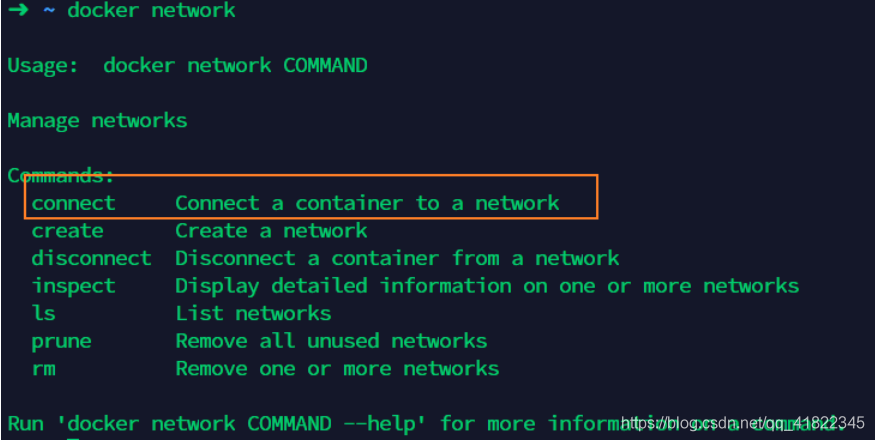 ➜ ~ docker network
Usage:  docker network COMMAND
Manage networks
Commands:
  connect     Connect a container to a network
  create      Create a network
  disconnect  Disconnect a container from a network
  inspect     Display detailed information on one or more networks
  ls          List networks
  prune       Remove all unused networks
  rm          Remove one or more networks
Run 'docker network COMMAND --help' for more information on a command.
https://blog.csdn.net/qq_41822345